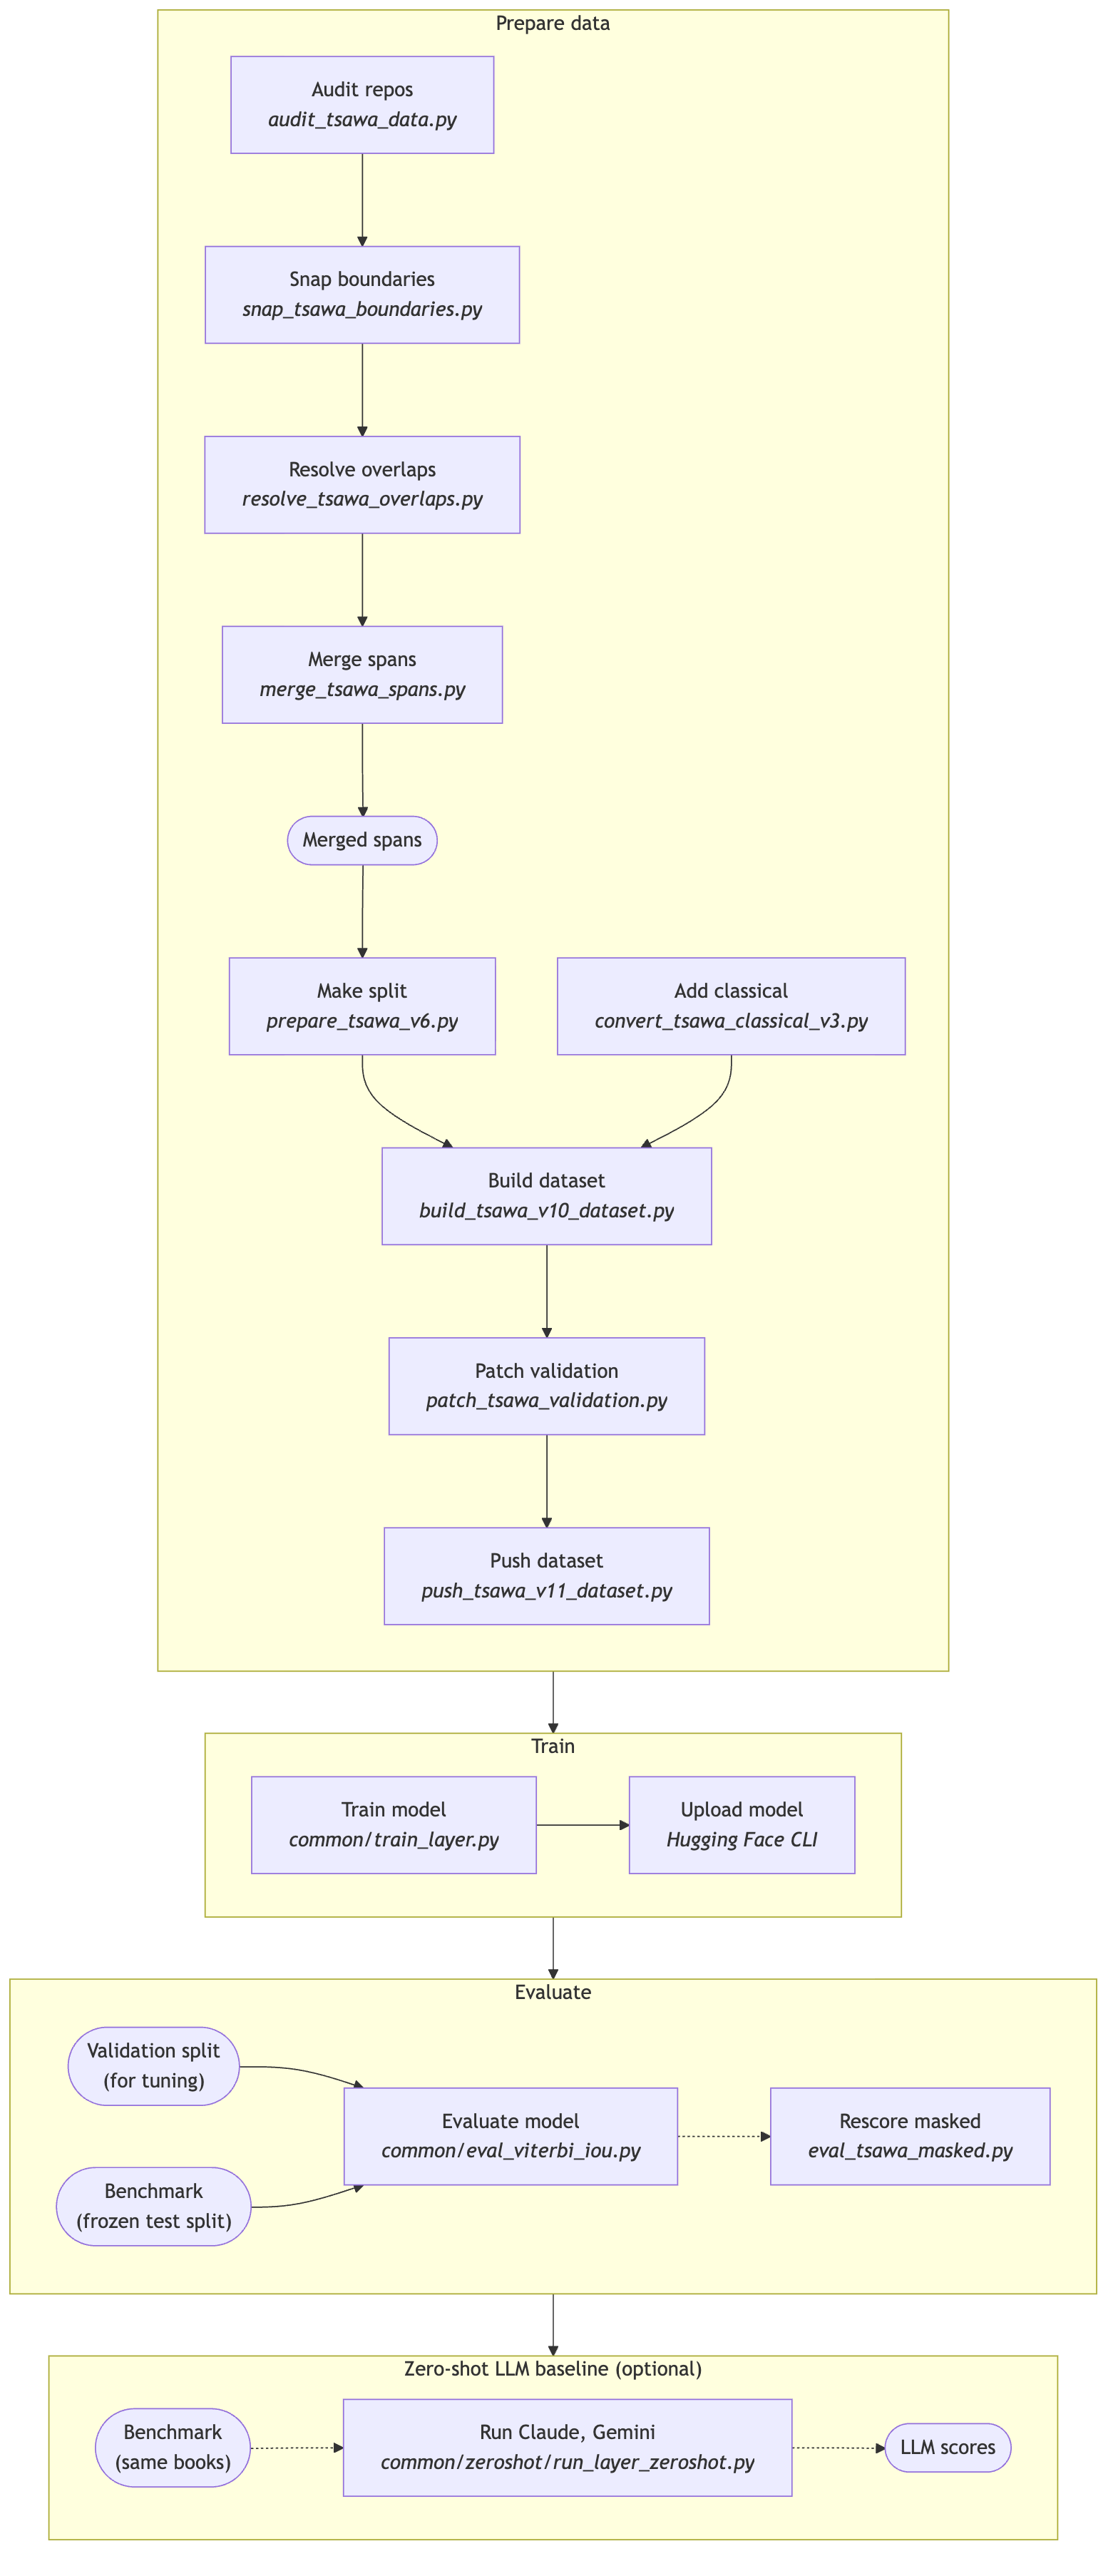 Prepare data
Audit repos
audit_tsawa_data.py
Snap boundaries
snap_tsawa_boundaries.py
Resolve overlaps
resolve_tsawa_overlaps.py
Merge spans
merge_tsawa_spans.py
Merged spans
Make split
prepare_tsawa_v6.py
Add classical
convert_tsawa_classical_v3.py
Build dataset
build_tsawa_v10_dataset.py
Patch validation
patch_tsawa_validation.py
Push dataset
push_tsawa_v11_dataset.py
Train
Train model
common/train_layer.py
Upload model
Hugging Face CLI
Evaluate
Validation split
(for tuning)
Evaluate model
common/eval_viterbi_iou.py
Rescore masked
eval_tsawa_masked.py
Benchmark
(frozen test split)
Zero-shot LLM baseline (optional)
Benchmark
(same books)
Run Claude, Gemini
common/zeroshot/run_layer_zeroshot.py
LLM scores